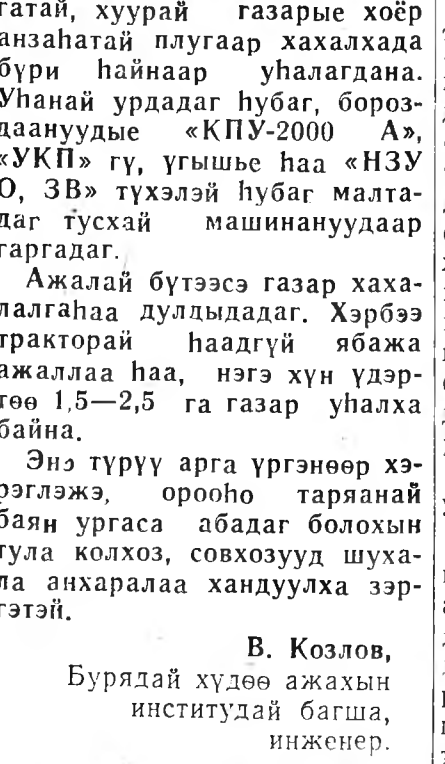 гатай, хуурай газарые хоёр
анзаһатай плугаар хахалхада
бүри һайнаар уһалагдана.
Уһанай урдадаг һубаг, бороз-
даануудые «КПУ-2000 А»,
«УКП» гү, үгышье һаа «НЗУ
О, ЗВ» түхэлэй һубаг малта-
даг тусхай машинануудаар
гаргадаг.
Ажалай бүтээсэ газар хаха-
лалгаһаа дулдыдадаг. Хэрбээ
тракторай һаадгүй ябажа
ажаллаа һаа, нэгэ хүн үдэр-
төө 1,5—2,5 га газар уһалха
байна.
Энэ түрүү арга үргэнөөр хэ-
рэглэжэ, орооһо таряанай
баян ургаса абадаг болохын
тула колхоз, совхозууд шуха-
ла анхаралаа хандуулха зэр-
гэтэй.
В. Козлов,
Бурядай хүдөө ажахын
институдай багша,
инженер.